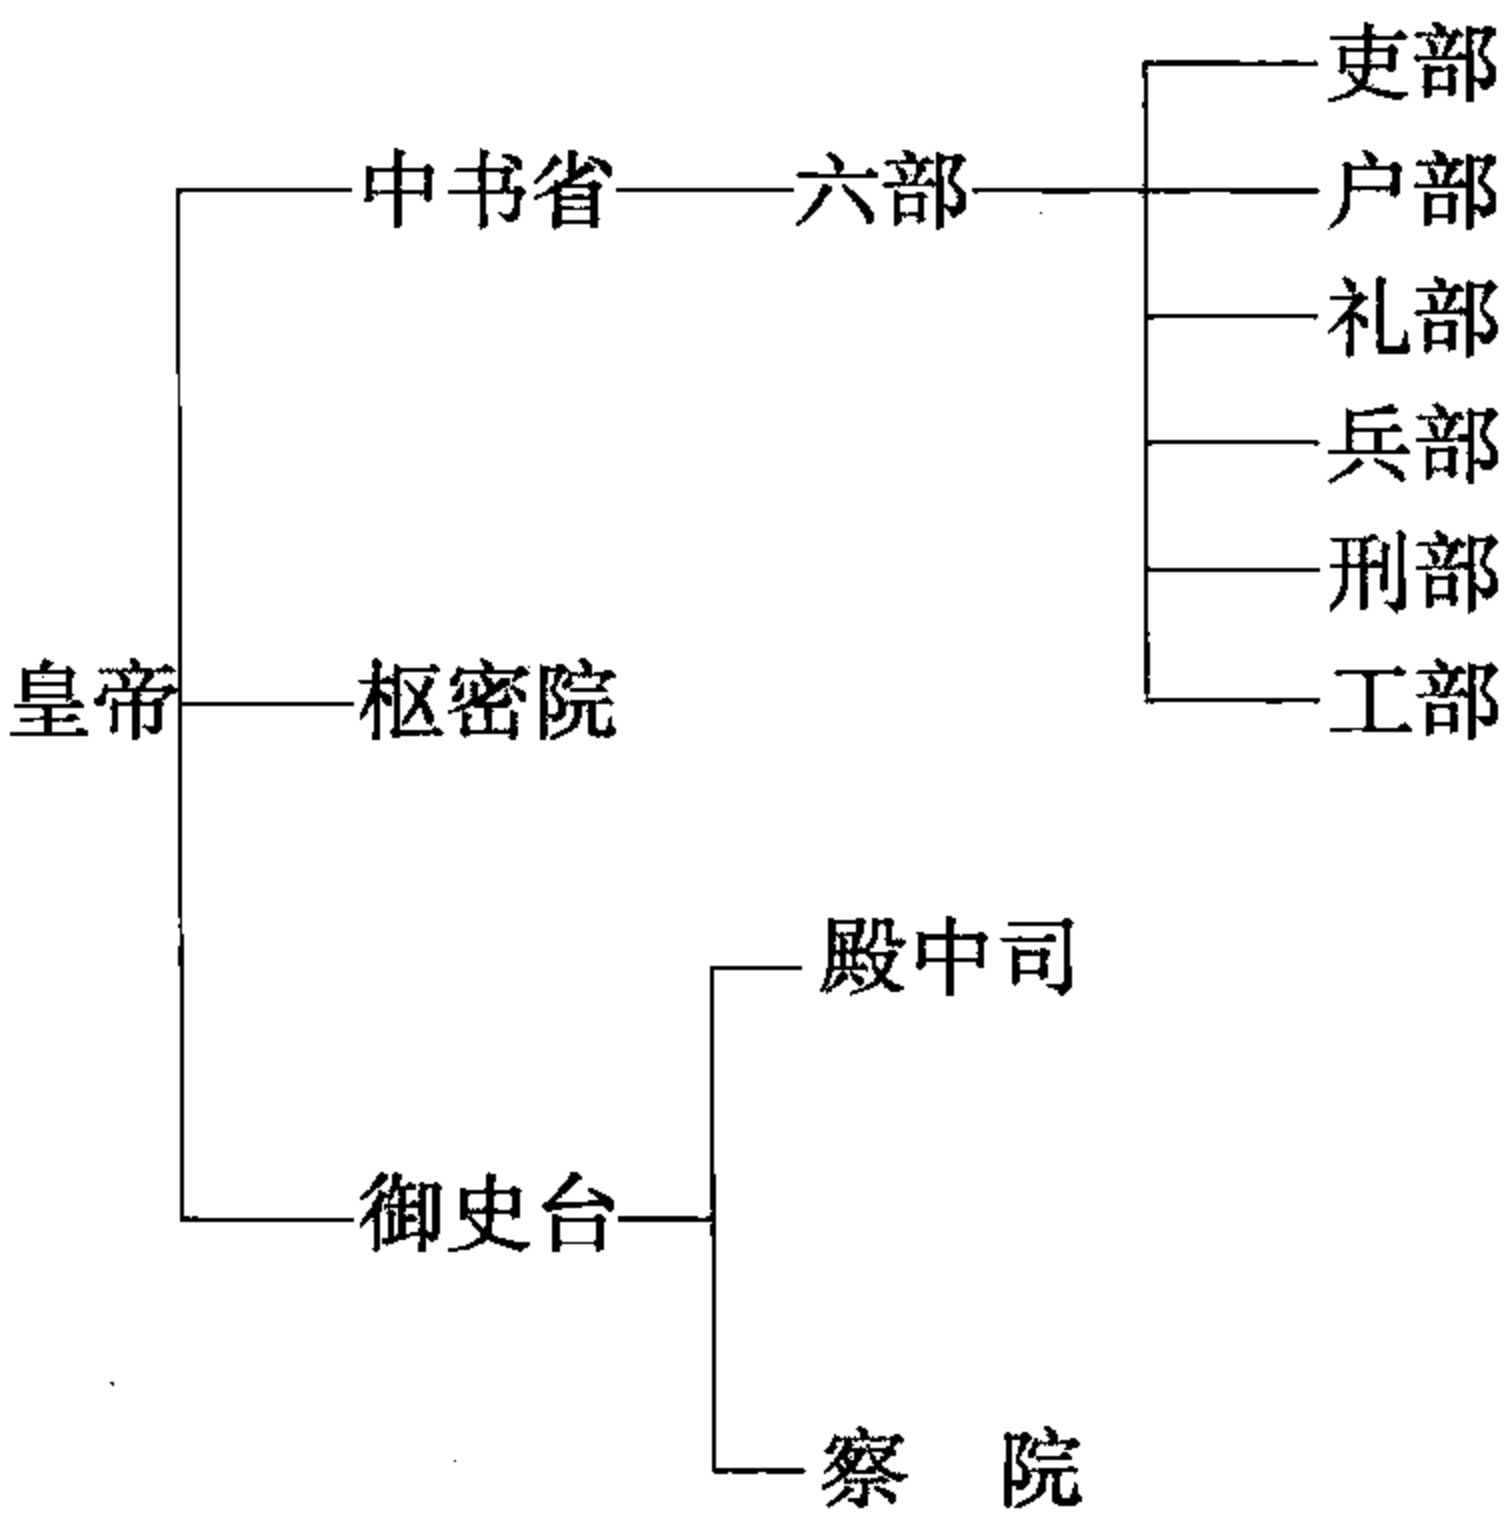 吏部
中书省
六部
户部
礼部
兵部
刑部
皇帝
枢密院
工部
殿中司
御史台
察 院